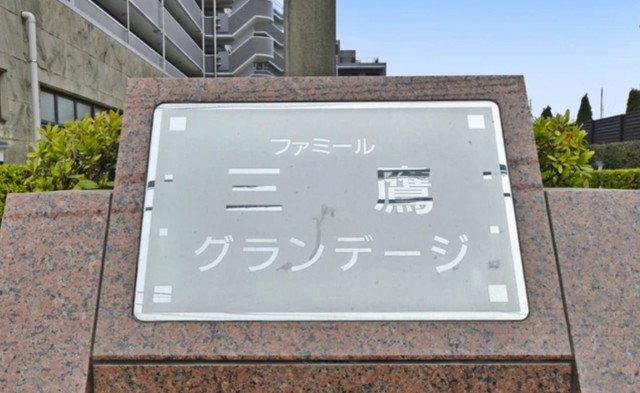 ファミール
三 鷹
グランデージ